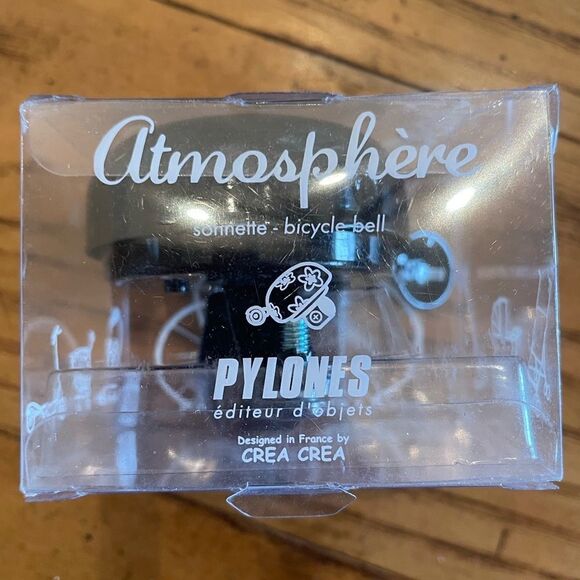 Atmosphère
sonnette - bicycle bell
PYLONES
éditeur d'objets
Designed in France by
CREA CREA